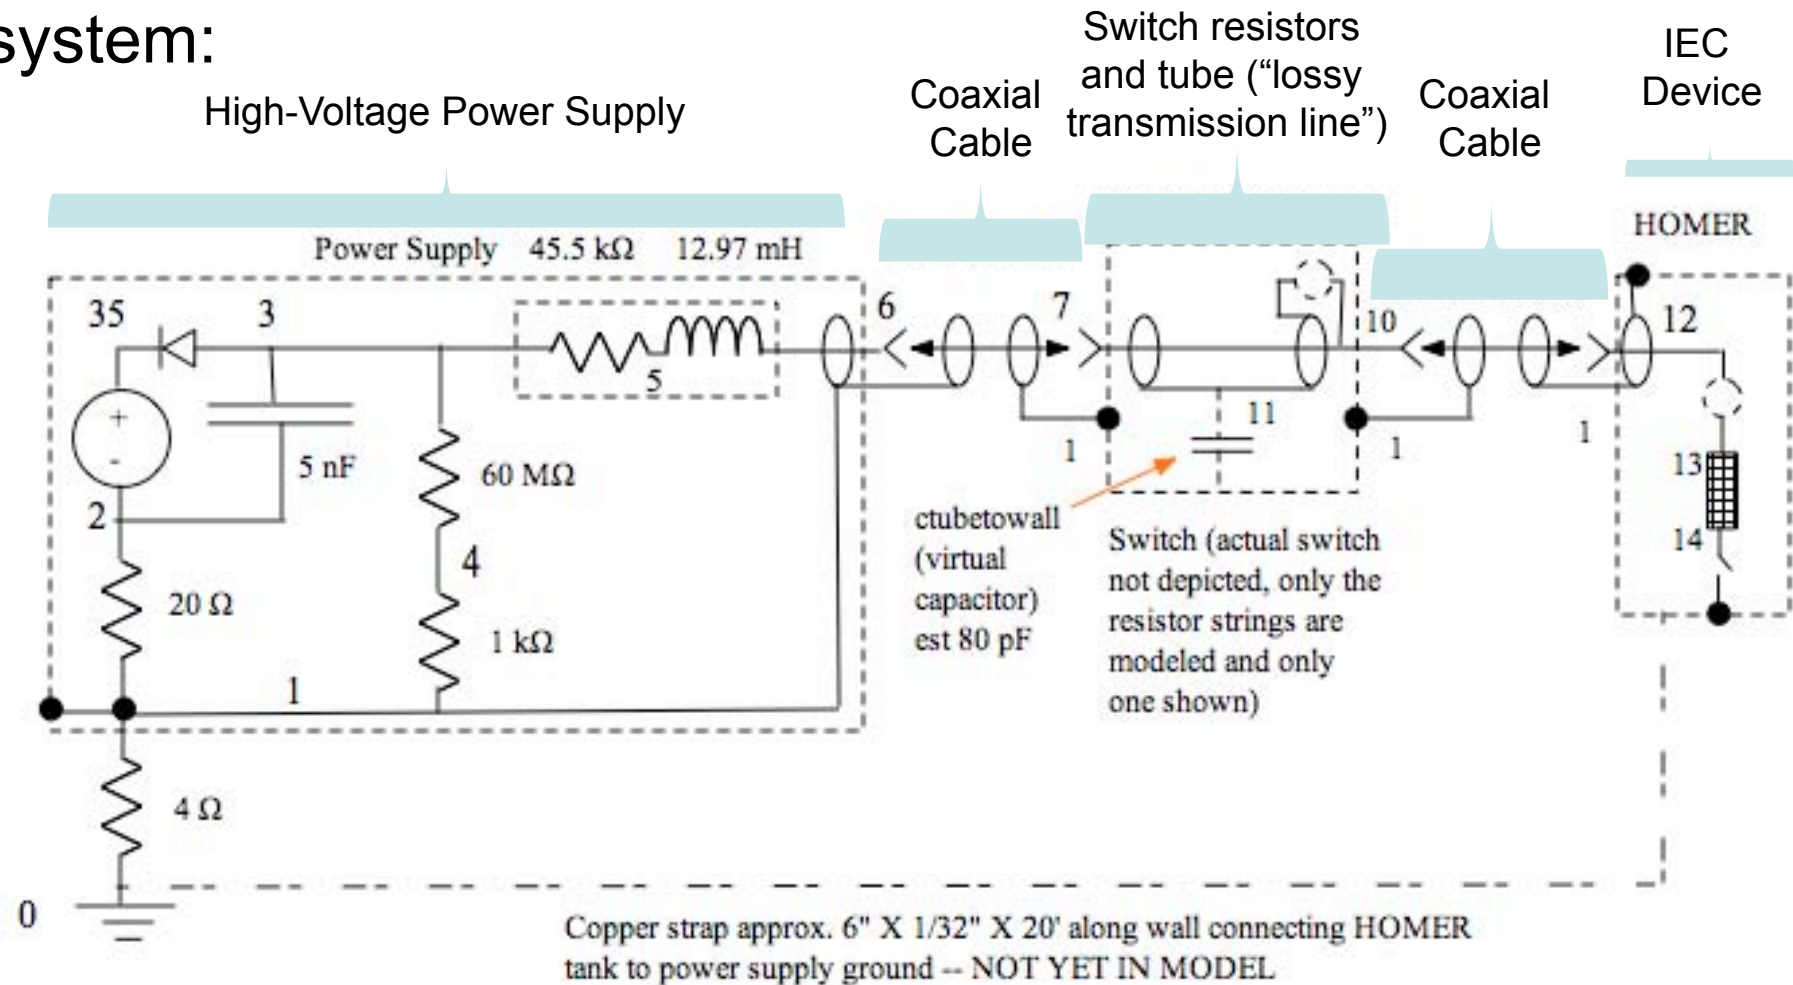 system:
High-Voltage Power Supply
Coaxial
Cable
Switch resistors
and tube (“lossy
transmission line”)
Coaxial
Cable
IEC
Device
HOMER
Power Supply 45.5 kΩ 12.97 mH
35
3
5
6
7
10
12
+
-
5 nF
2
60 MΩ
4
20 Ω
1 kΩ
1
1
11
1
1
13
14
ctubetowall
(virtual
capacitor)
est 80 pF
Switch (actual switch
not depicted, only the
resistor strings are
modeled and only
one shown)
4 Ω
0
Copper strap approx. 6" X 1/32" X 20' along wall connecting HOMER
tank to power supply ground -- NOT YET IN MODEL